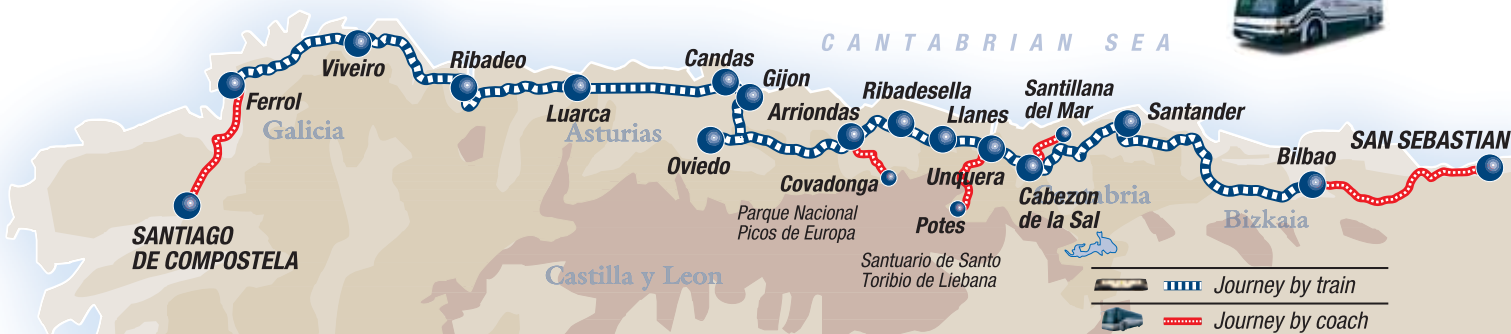 CANTABRIAN SEA
Viveiro
Ribadeo
Candas
Gijon
Ferrol
Galicia
Luarca
Asturias
Arriondas
Ribadesella
Llanes
Santillana
del Mar
Santander
SAN SEBASTIAN
Bilbao
Oviedo
Covadonga
Unquera
Cabezon
de la Sal
Cantabria
Bizkaia
Parque Nacional
Picos de Europa
Potes
Santuario de Santo
Toribio de Liebana
SANTIAGO
DE COMPOSTELA
Castilla y Leon
Journey by train
Journey by coach